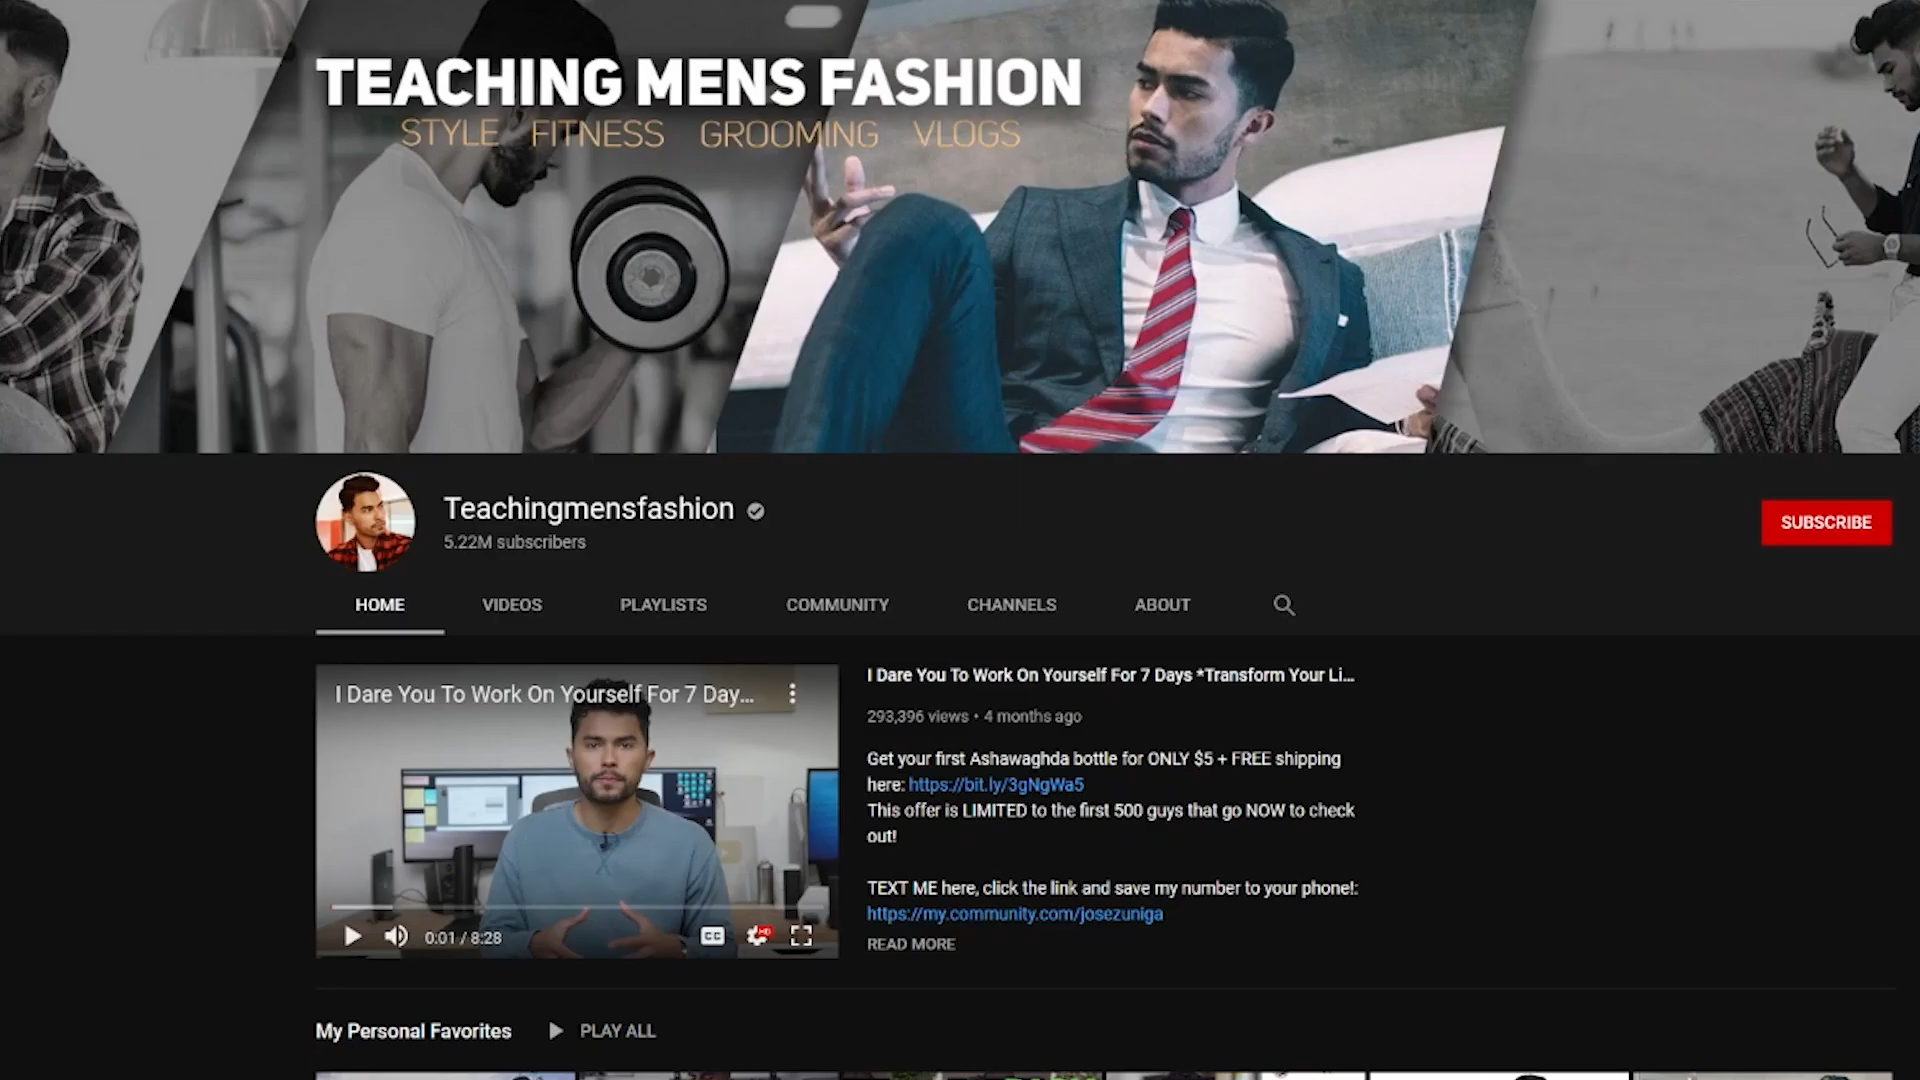 TEACHING MENS FASHION
STYLE FITNESS GROOMING VLOGS
Teachingmensfashion
5.22M subscribers
SUBSCRIBE
HOME VIDEOS PLAYLISTS COMMUNITY CHANNELS ABOUT
I Dare You To Work On Yourself For 7 Day...
0:01 / 8:28
CC
HD
I Dare You To Work On Yourself For 7 Days *Transform Your Li...
293,396 views • 4 months ago
Get your first Ashawaghda bottle for ONLY $5 + FREE shipping
here: https://bit.ly/3gNgWa5
This offer is LIMITED to the first 500 guys that go NOW to check
out!
TEXT ME here, click the link and save my number to your phone!:
https://my.community.com/josezuniga
READ MORE
My Personal Favorites PLAY ALL